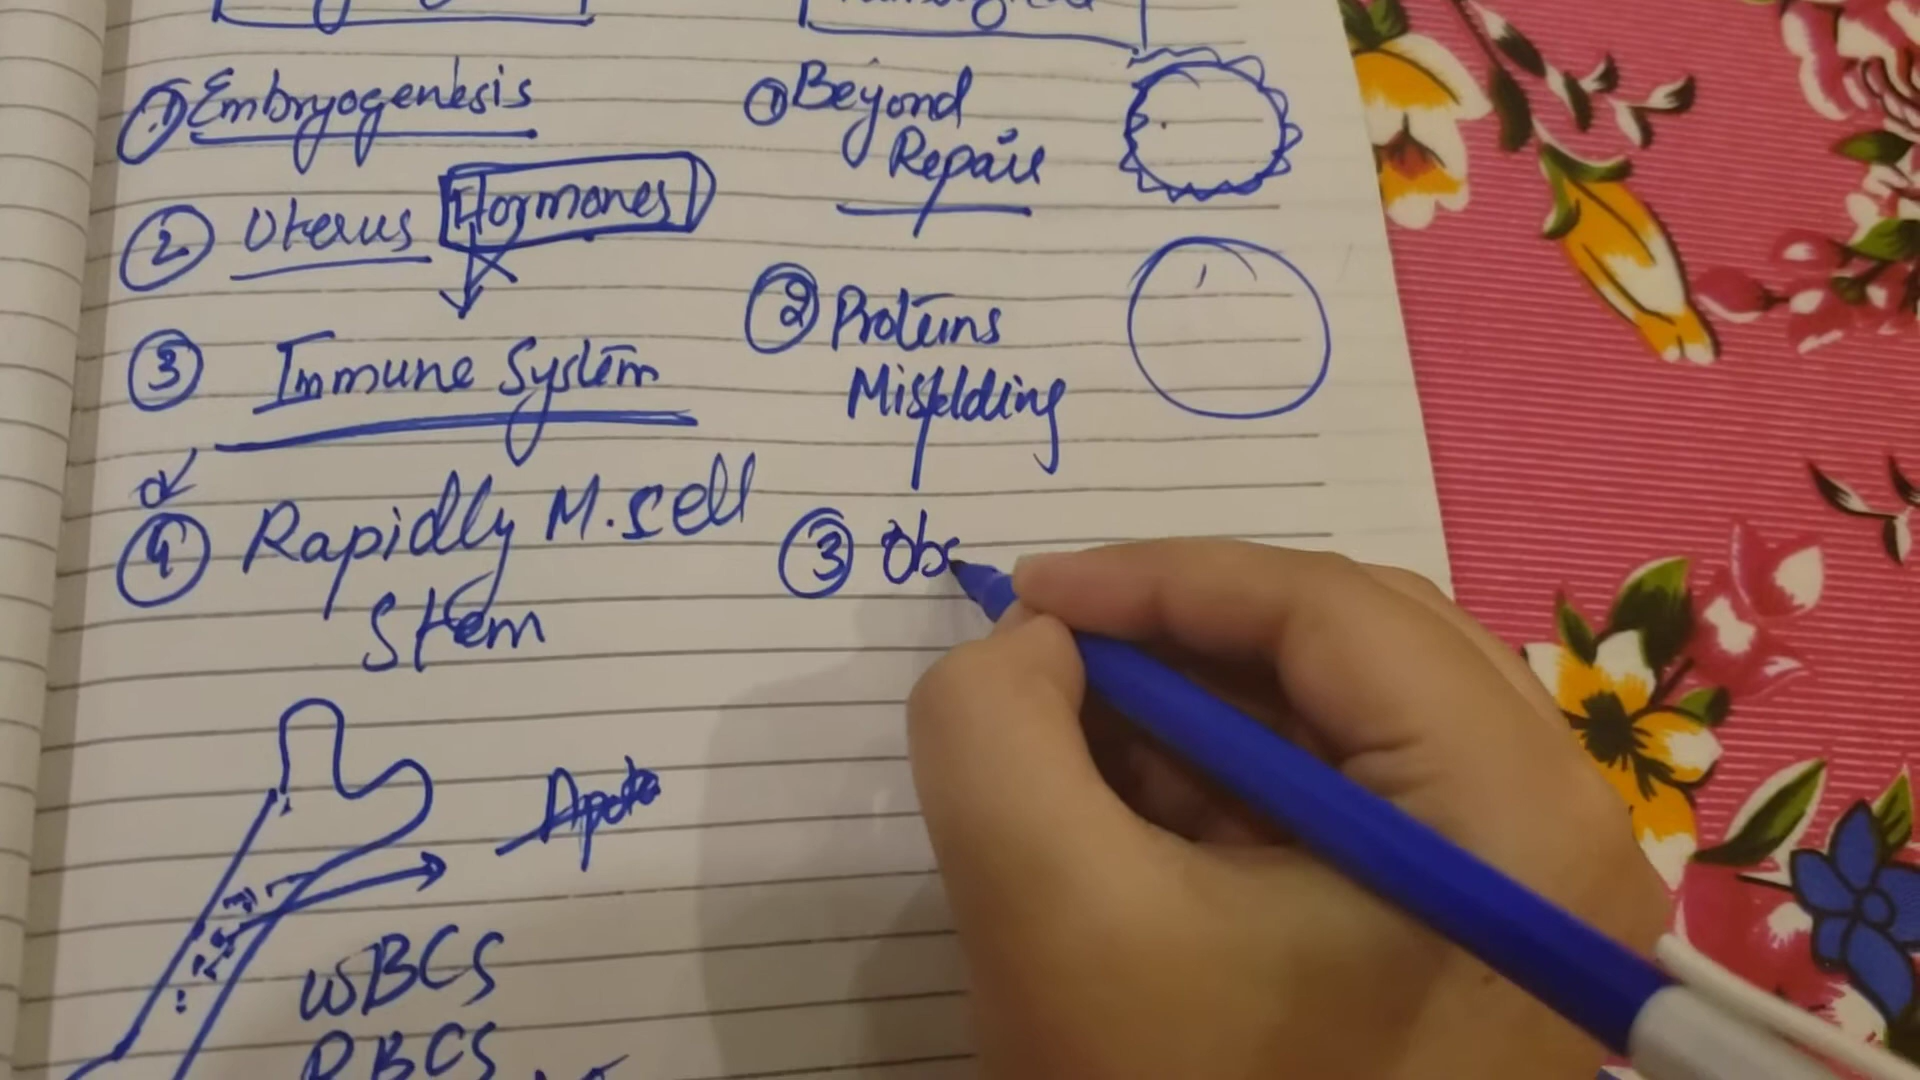 ① Embryogenesis
② Uterus Hormones
③ Immune System
④ Rapidly M. cell
Stem
WBCS
RBCS
① Beyond
Repair
② Proteins
Misfolding
③ Obs